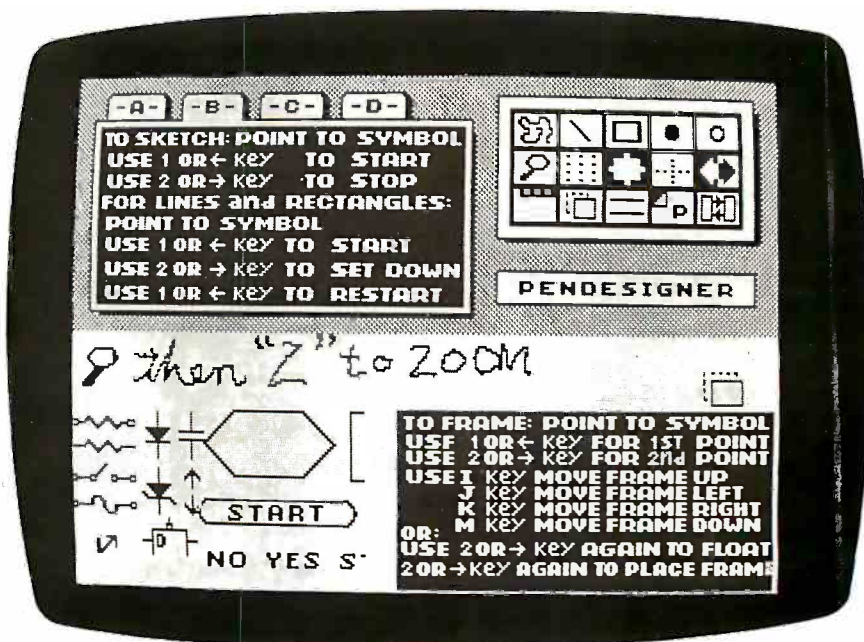 -A- -B- -C- -D-
TO SKETCH: POINT TO SYMBOL
USE 1 OR ← KEY TO START
USE 2 OR → KEY TO STOP
FOR LINES and RECTANGLES:
POINT TO SYMBOL
USE 1 OR ← KEY TO START
USE 2 OR → KEY TO SET DOWN
USE 1 OR ← KEY TO RESTART
P
PENDESIGNER
then "Z" to ZOOM
START
D
NO YES S
TO FRAME: POINT TO SYMBOL
USF 1 OR ← KEY FOR 1ST POINT
USE 2 OR → KEY FOR 2nd POINT
USE I KEY MOVE FRAME UP
J KEY MOVE FRAME LEFT
K KEY MOVE FRAME RIGHT
M KEY MOVE FRAME DOWN
OR:
USE 2 OR → KEY AGAIN TO FLOAT
2 OR → KEY AGAIN TO PLACE FRAME